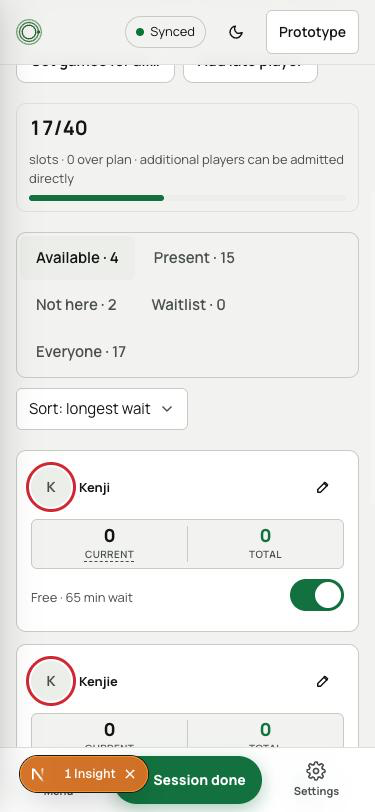 Synced
Prototype
17/40
slots · 0 over plan · additional players can be admitted
directly
Available · 4
Present · 15
Not here · 2
Waitlist · 0
Everyone · 17
Sort: longest wait
K
Kenji
0
0
CURRENT
TOTAL
Free · 65 min wait
K
Kenjie
0
0
N
1 Insight
Session done
Settings